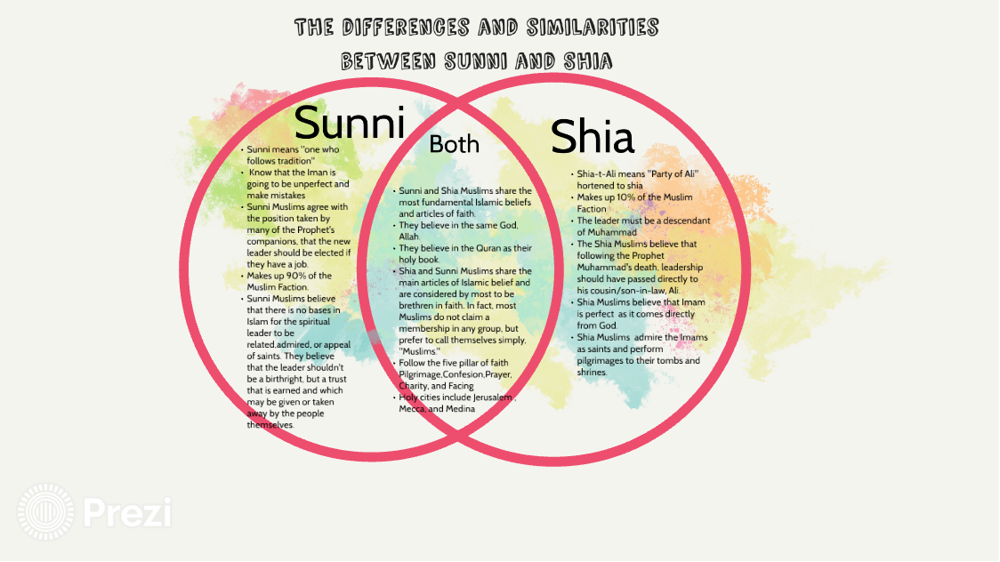 THE DIFFERENCES AND SIMILARITIES
BETWEEN SUNNI AND SHIA
Sunni
• Sunni means "one who
follows tradition"
• Know that the Iman is
going to be unperfect and
make mistakes
• Sunni Muslims agree with
the position taken by
many of the Prophet's
companions, that the new
leader should be elected if
they have a job.
• Makes up 90% of the
Muslim Faction.
• Sunni Muslims believe
that there is no bases in
Islam for the spiritual
leader to be
related,admired, or appeal
of saints. They believe
that the leader shouldn't
be a birthright, but a trust
that is earned and which
may be given or taken
away by the people
themselves.
Both
• Sunni and Shia Muslims share the
most fundamental Islamic beliefs
and articles of faith.
• They believe in the same God,
Allah.
• They believe in the Quran as their
holy book.
• Shia and Sunni Muslims share the
main articles of Islamic belief and
are considered by most to be
brethren in faith. In fact, most
Muslims do not claim a
membership in any group, but
prefer to call themselves simply,
"Muslims."
• Follow the five pillar of faith
Pilgrimage,Confesion,Prayer,
Charity, and Facing
• Holy cities include Jerusalem ,
Mecca, and Medina
Shia
• Shia-t-Ali means "Party of Ali"
hortened to shia
• Makes up 10% of the Muslim
Faction
• The leader must be a descendant
of Muhammad
• The Shia Muslims believe that
following the Prophet
Muhammad's death, leadership
should have passed directly to
his cousin/son-in-law, Ali.
• Shia Muslims believe that Imam
is perfect as it comes directly
from God.
• Shia Muslims admire the Imams
as saints and perform
pilgrimages to their tombs and
shrines.
Prezi